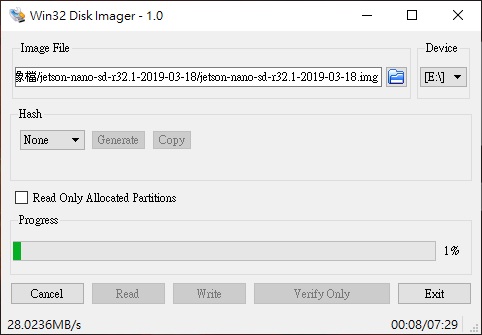 Win32 Disk Imager - 1.0
Image File
Device
象檔/jetson-nano-sd-r32.1-2019-03-18/jetson-nano-sd-r32.1-2019-03-18.img
[E:\]
Hash
None
Generate
Copy
Read Only Allocated Partitions
Progress
1%
Cancel
Read
Write
Verify Only
Exit
28.0236MB/s
00:08/07:29